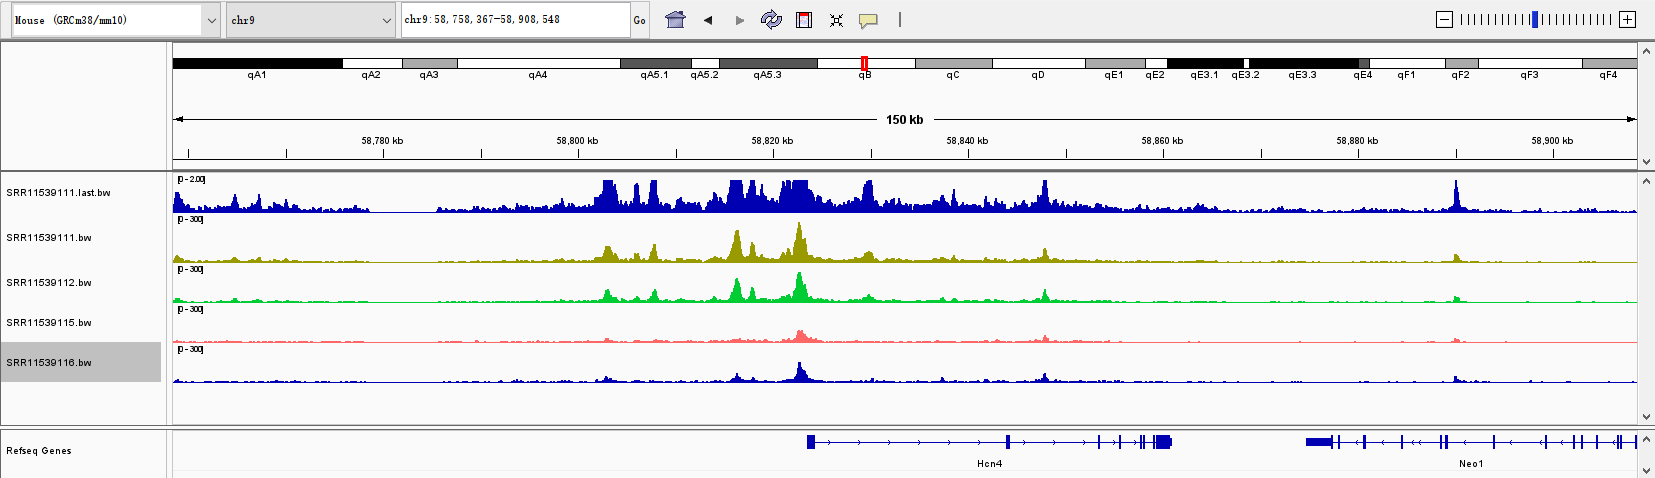 Mouse (GRCm38/mm10) chr9 chr9:58,758,367-58,908,548 Go
qA1 qA2 qA3 qA4 qA5.1 qA5.2 qA5.3 qB qC qD qE1 qE2 qE3.1 qE3.2 qE3.3 qE4 qF1 qF2 qF3 qF4
150 kb
58,780 kb 58,800 kb 58,820 kb 58,840 kb 58,860 kb 58,880 kb 58,900 kb
[0 - 2.00]
SRR11539111.last.bw
[0 - 300]
SRR11539111.bw
[0 - 300]
SRR11539112.bw
[0 - 300]
SRR11539115.bw
[0 - 300]
SRR11539116.bw
Refseq Genes
Hcn4 Neo1